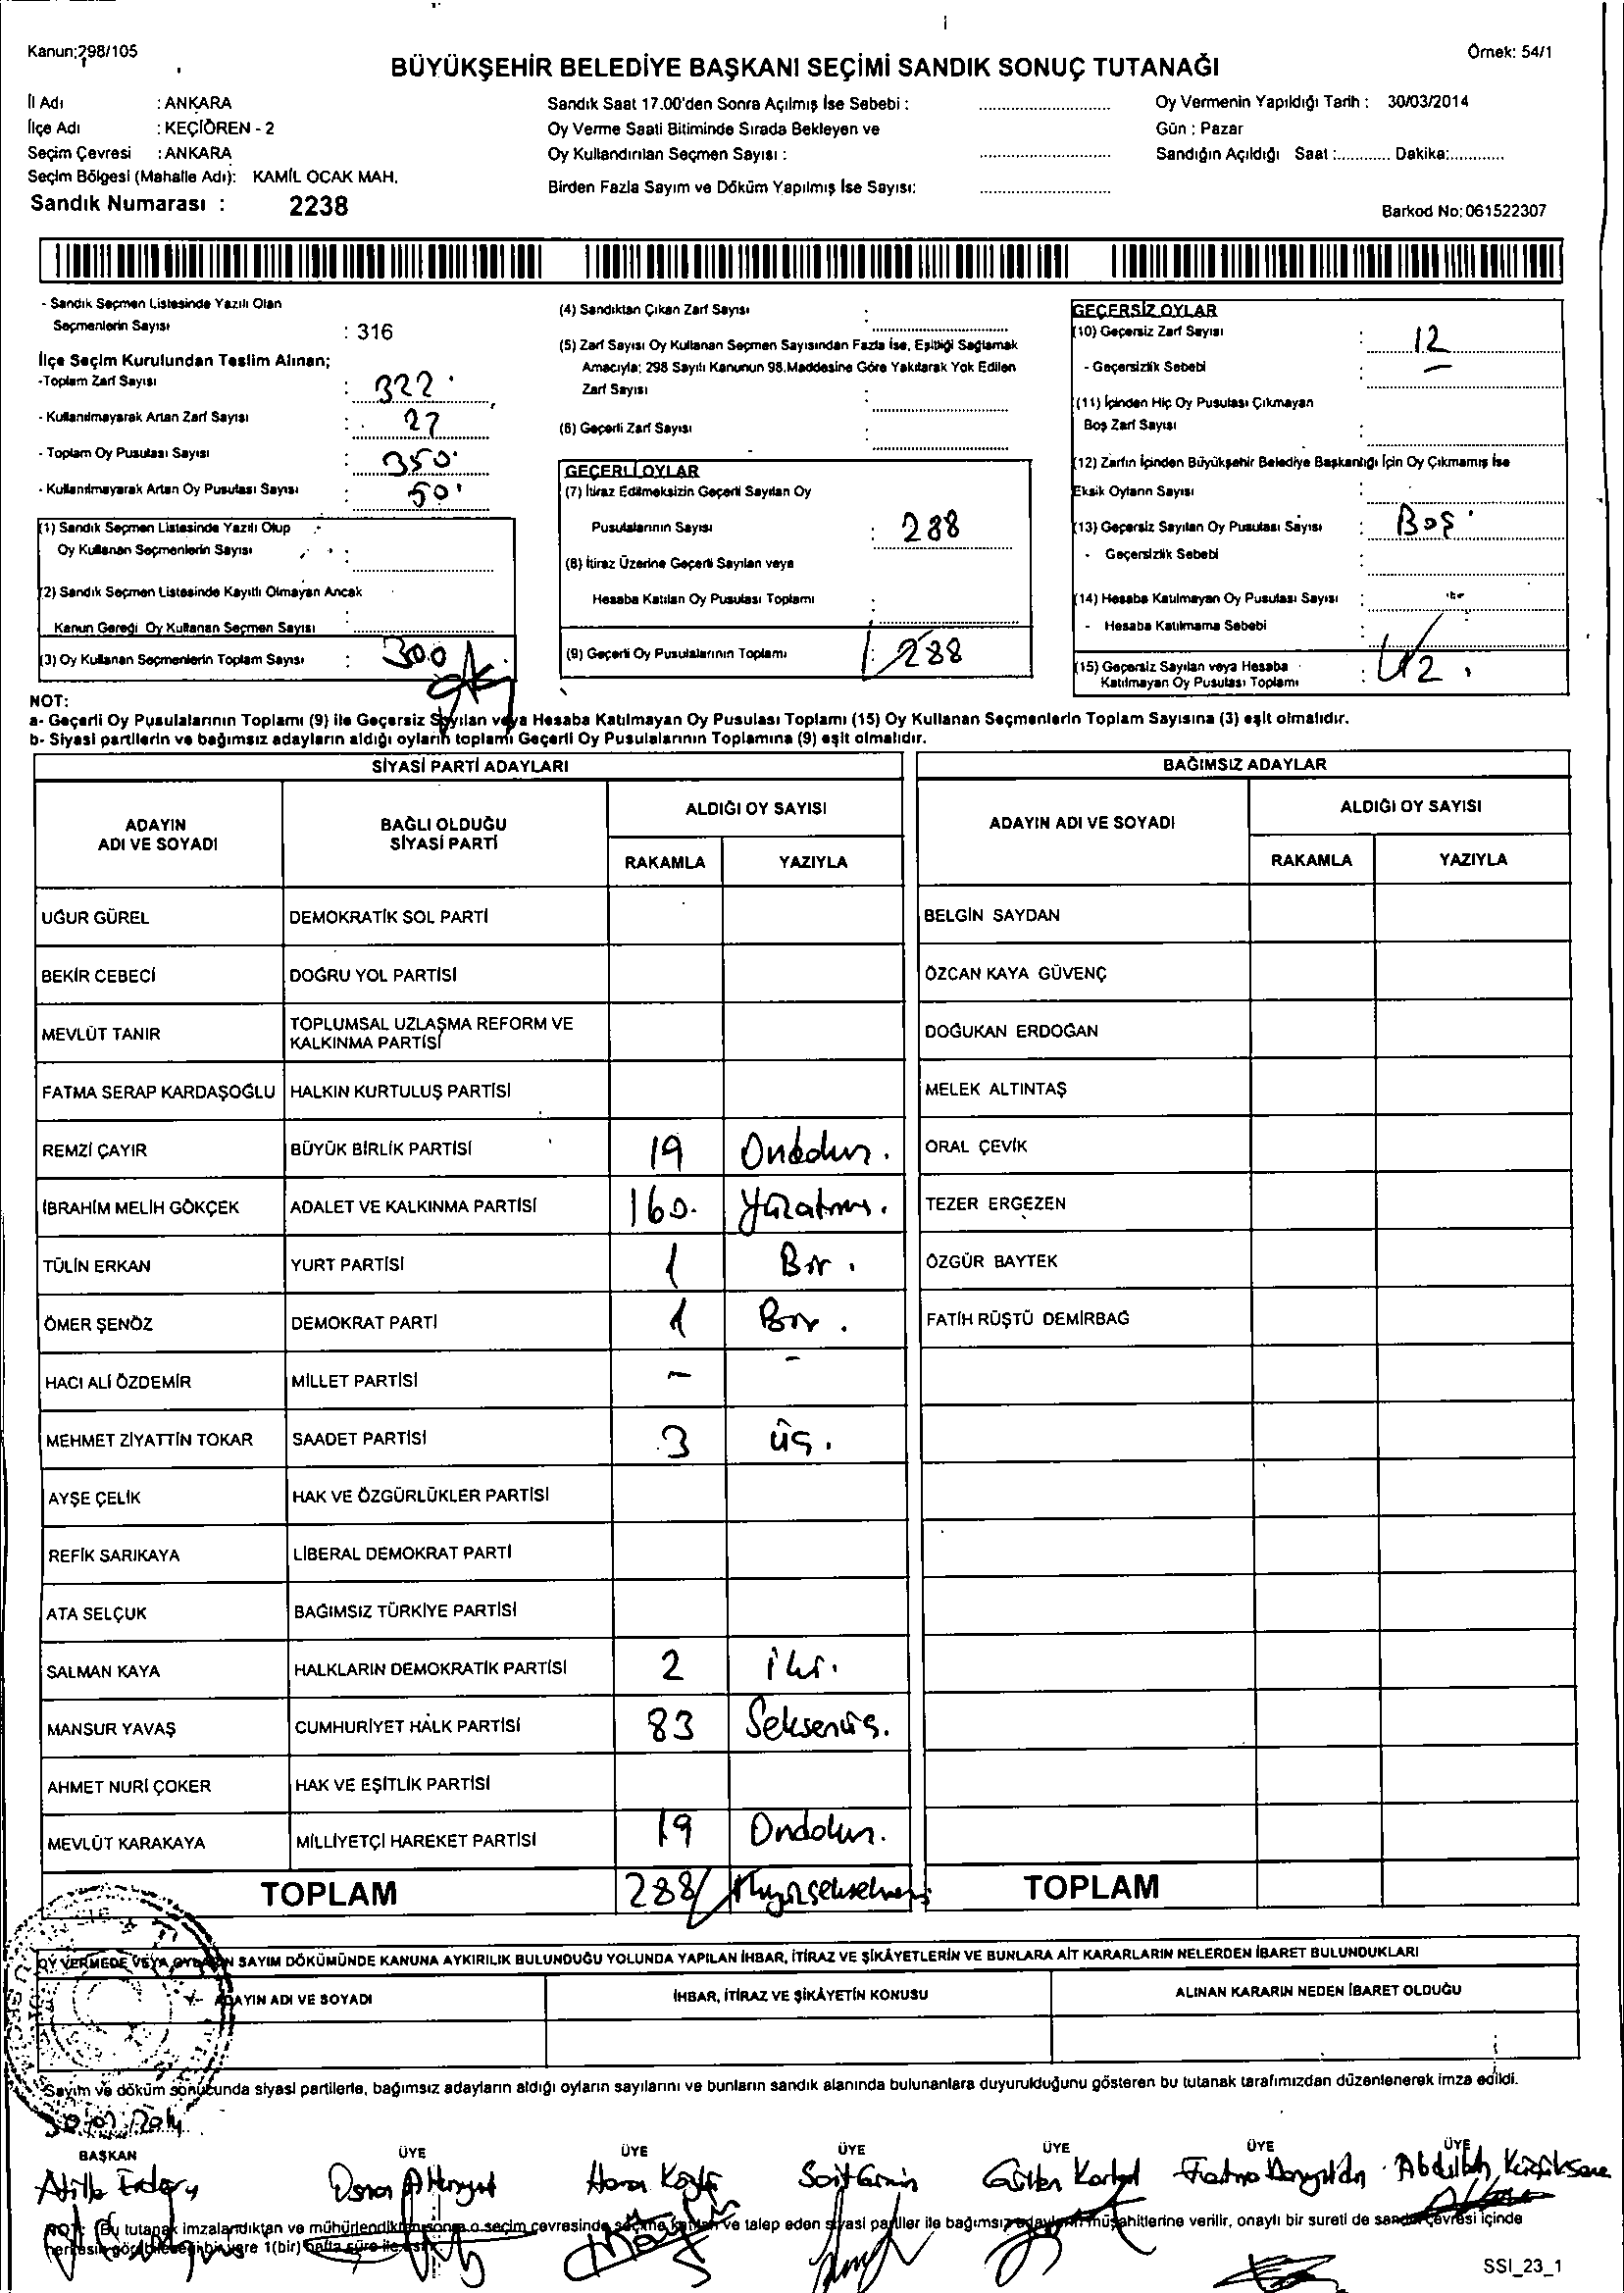 Kanun:298/105
Örnek: 54/1
BÜYÜKŞEHİR BELEDİYE BAŞKANI SEÇİMİ SANDIK SONUÇ TUTANAĞI
İl Adı : ANKARA
İlçe Adı : KEÇİÖREN - 2
Seçim Çevresi : ANKARA
Seçim Bölgesi (Mahalle Adı): KAMİL OCAK MAH.
Sandık Numarası : 2238
Sandık Saat 17.00'den Sonra Açılmış İse Sebebi :
Oy Verme Saati Bitiminde Sırada Bekleyen ve
Oy Kullandırılan Seçmen Sayısı :
Birden Fazla Sayım ve Döküm Yapılmış İse Sayısı:
Oy Vermenin Yapıldığı Tarih : 30/03/2014
Gün : Pazar
Sandığın Açıldığı Saat :............ Dakika:............
Barkod No: 061522307
- Sandık Seçmen Listesinde Yazılı Olan
Seçmenlerin Sayısı : 316
İlçe Seçim Kurulundan Teslim Alınan;
-Toplam Zarf Sayısı : 322
- Kullanılmayarak Artan Zarf Sayısı : 27
- Toplam Oy Pusulası Sayısı : 350
- Kullanılmayarak Artan Oy Pusulası Sayısı : 50
(1) Sandık Seçmen Listesinde Yazılı Olup
Oy Kullanan Seçmenlerin Sayısı :
(2) Sandık Seçmen Listesinde Kayıtlı Olmayan Ancak
Kanun Gereği Oy Kullanan Seçmen Sayısı :
(3) Oy Kullanan Seçmenlerin Toplam Sayısı : 300
(4) Sandıktan Çıkan Zarf Sayısı :
(5) Zarf Sayısı Oy Kullanan Seçmen Sayısından Fazla İse, Eşitliği Sağlamak
Amacıyla; 298 Sayılı Kanunun 98.Maddesine Göre Yakılarak Yok Edilen
Zarf Sayısı :
(6) Geçerli Zarf Sayısı :
GEÇERLİ OYLAR
(7) İtiraz Edilmeksizin Geçerli Sayılan Oy
Pusulalarının Sayısı : 288
(8) İtiraz Üzerine Geçerli Sayılan veya
Hesaba Katılan Oy Pusulası Toplamı :
(9) Geçerli Oy Pusulalarının Toplamı : 288
GEÇERSİZ OYLAR
(10) Geçersiz Zarf Sayısı : 12
- Geçersizlik Sebebi : -
(11) İçinden Hiç Oy Pusulası Çıkmayan
Boş Zarf Sayısı :
(12) Zarfın İçinden Büyükşehir Belediye Başkanlığı İçin Oy Çıkmamış İse
Eksik Oyların Sayısı :
(13) Geçersiz Sayılan Oy Pusulası Sayısı : Boş
- Geçersizlik Sebebi :
(14) Hesaba Katılmayan Oy Pusulası Sayısı :
- Hesaba Katılmama Sebebi :
(15) Geçersiz Sayılan veya Hesaba
Katılmayan Oy Pusulası Toplamı : 12
NOT:
a- Geçerli Oy Pusulalarının Toplamı (9) ile Geçersiz Sayılan veya Hesaba Katılmayan Oy Pusulası Toplamı (15) Oy Kullanan Seçmenlerin Toplam Sayısına (3) eşit olmalıdır.
b- Siyasi partilerin ve bağımsız adayların aldığı oyların toplamı Geçerli Oy Pusulalarının Toplamına (9) eşit olmalıdır.
SİYASİ PARTİ ADAYLARI
BAĞIMSIZ ADAYLAR
ADAYIN ADI VE SOYADI
BAĞLI OLDUĞU SİYASİ PARTİ
ALDIĞI OY SAYISI
RAKAMLA YAZIYLA
ADAYIN ADI VE SOYADI
ALDIĞI OY SAYISI
RAKAMLA YAZIYLA
UĞUR GÜREL DEMOKRATİK SOL PARTİ BELGİN SAYDAN
BEKİR CEBECİ DOĞRU YOL PARTİSİ ÖZCAN KAYA GÜVENÇ
MEVLÜT TANIR TOPLUMSAL UZLAŞMA REFORM VE KALKINMA PARTİSİ DOĞUKAN ERDOĞAN
FATMA SERAP KARDAŞOĞLU HALKIN KURTULUŞ PARTİSİ MELEK ALTINTAŞ
REMZİ ÇAYIR BÜYÜK BİRLİK PARTİSİ 19 Ondokuz. ORAL ÇEVİK
İBRAHİM MELİH GÖKÇEK ADALET VE KALKINMA PARTİSİ 160. Yüzatmış. TEZER ERGEZEN
TÜLİN ERKAN YURT PARTİSİ 1 Bir. ÖZGÜR BAYTEK
ÖMER ŞENÖZ DEMOKRAT PARTİ 1 Bir. FATİH RÜŞTÜ DEMİRBAĞ
HACI ALİ ÖZDEMİR MİLLET PARTİSİ - -
MEHMET ZİYATTİN TOKAR SAADET PARTİSİ 3 üç.
AYŞE ÇELİK HAK VE ÖZGÜRLÜKLER PARTİSİ
REFİK SARIKAYA LİBERAL DEMOKRAT PARTİ
ATA SELÇUK BAĞIMSIZ TÜRKİYE PARTİSİ
SALMAN KAYA HALKLARIN DEMOKRATİK PARTİSİ 2 iki.
MANSUR YAVAŞ CUMHURİYET HALK PARTİSİ 83 Seksenüç.
AHMET NURİ ÇOKER HAK VE EŞİTLİK PARTİSİ
MEVLÜT KARAKAYA MİLLİYETÇİ HAREKET PARTİSİ 19 Ondokuz.
TOPLAM 288 TOPLAM
OY VERMEDE VEYA OYLARIN SAYIM DÖKÜMÜNDE KANUNA AYKIRILIK BULUNDUĞU YOLUNDA YAPILAN İHBAR, İTİRAZ VE ŞİKÂYETLERİN VE BUNLARA AİT KARARLARIN NELERDEN İBARET BULUNDUKLARI
ADAYIN ADI VE SOYADI İHBAR, İTİRAZ VE ŞİKÂYETİN KONUSU ALINAN KARARIN NEDEN İBARET OLDUĞU
Sayım ve döküm sonucunda siyasi partilerle, bağımsız adayların aldığı oyların sayılarını ve bunların sandık alanında bulunanlara duyurulduğunu gösteren bu tutanak tarafımızdan düzenlenerek imza edildi.
BAŞKAN ÜYE ÜYE ÜYE ÜYE ÜYE ÜYE
NOT: (Bu tutanak imzalandıktan ve mühürlendikten sonra o seçim çevresinde seçime katılan ve talep eden siyasi partiler ile bağımsız adayların müşahitlerine verilir, onaylı bir sureti de sandık çevresi içinde
herkesin görebileceği bir yere 1(bir) hafta süre ile asılır.
SSI_23_1